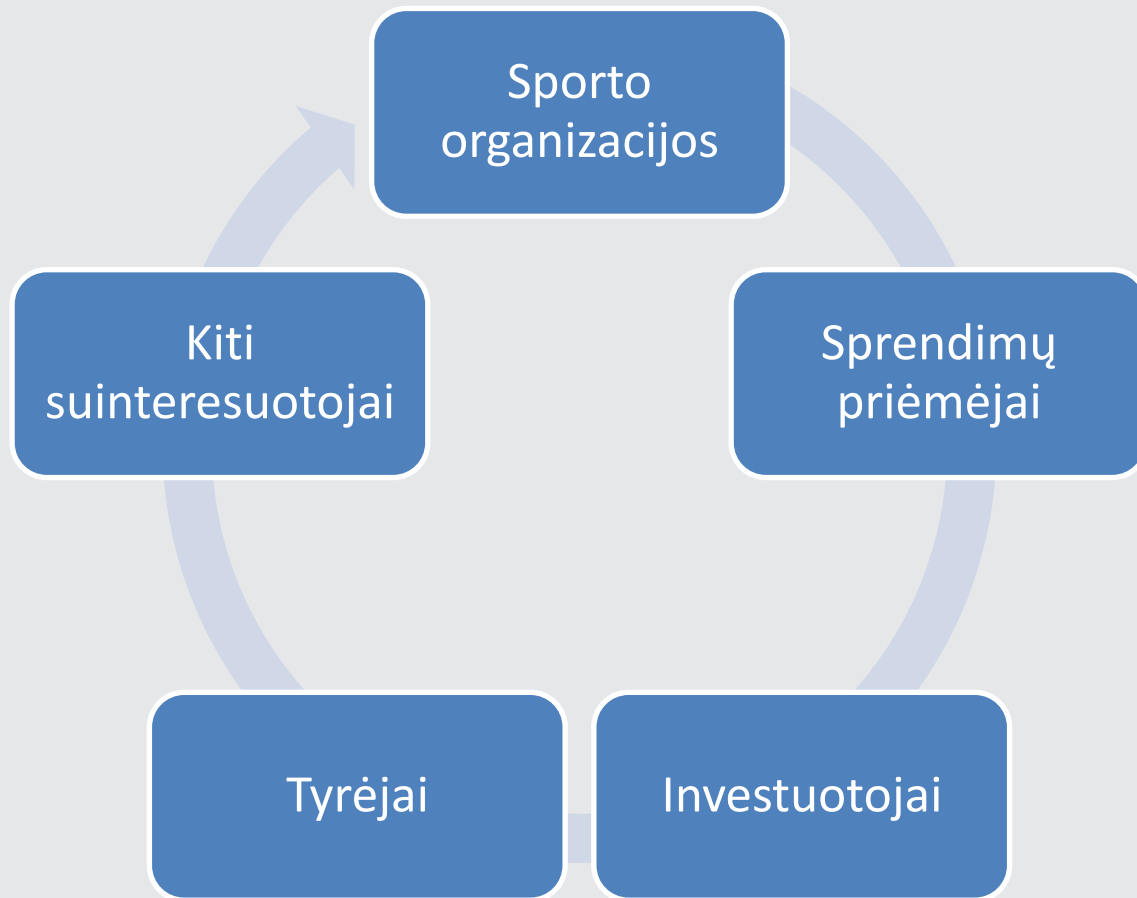 Sporto
organizacijos
Sprendimų
priėmėjai
Investuotojai
Tyrėjai
Kiti
suinteresuotojai